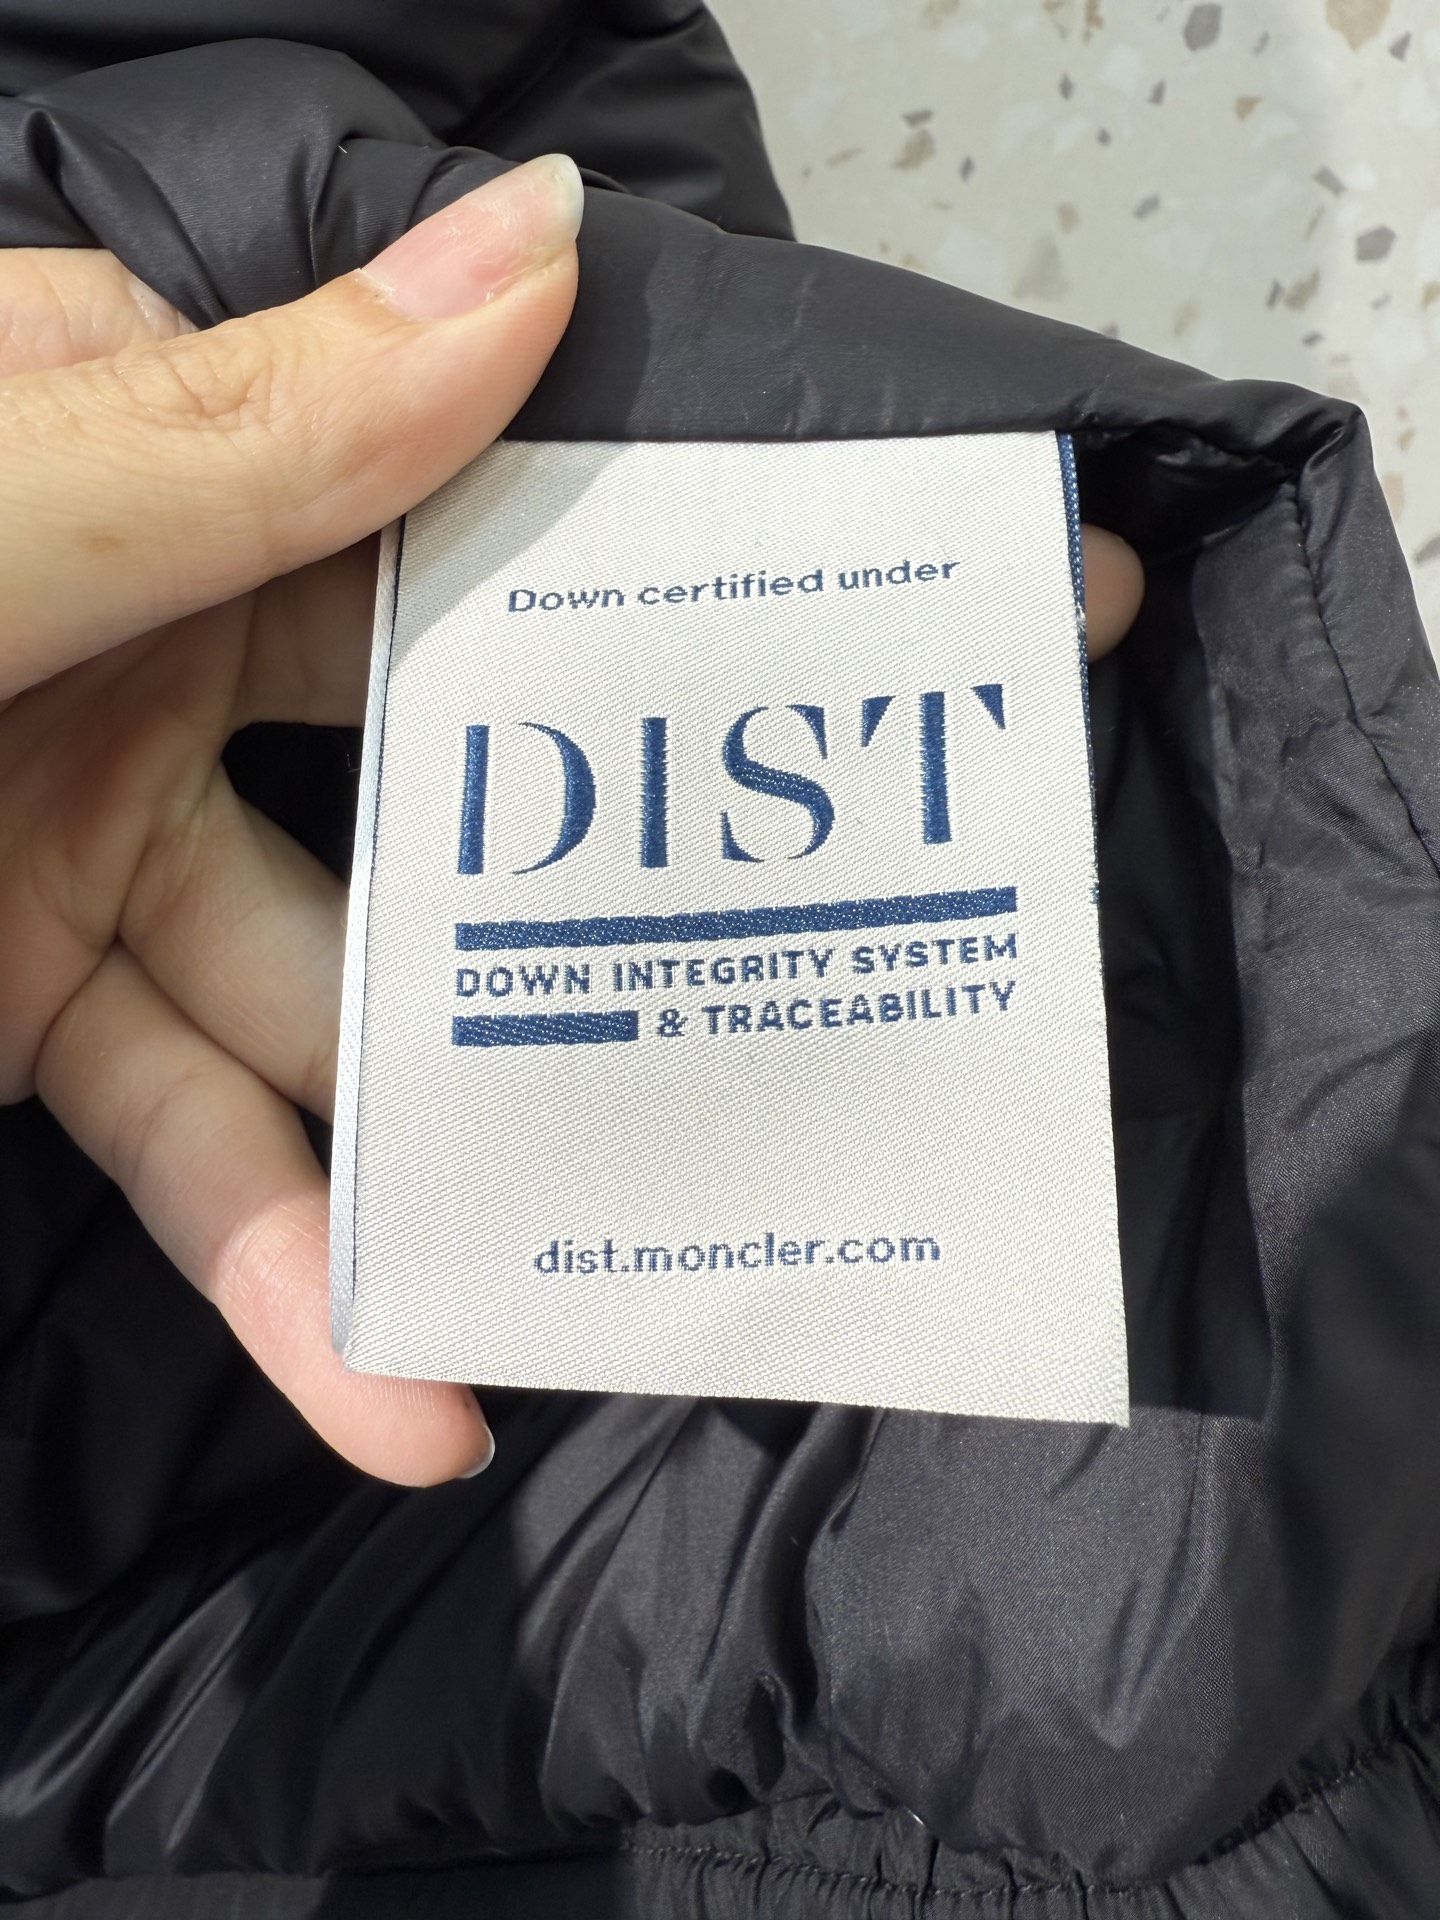 Down certified under
DIST
DOWN INTEGRITY SYSTEM
& TRACEABILITY
dist.moncler.com